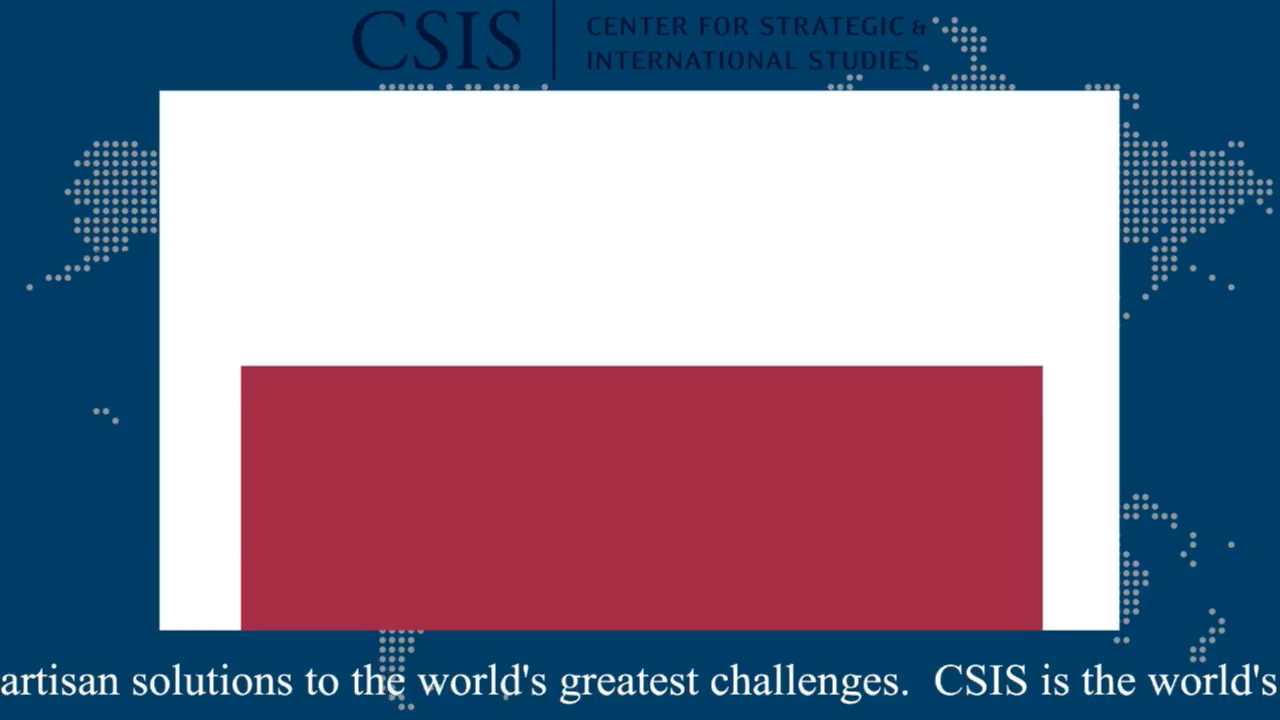 CSIS
CENTER FOR STRATEGIC &
INTERNATIONAL STUDIES
artisan solutions to the world's greatest challenges. CSIS is the world's